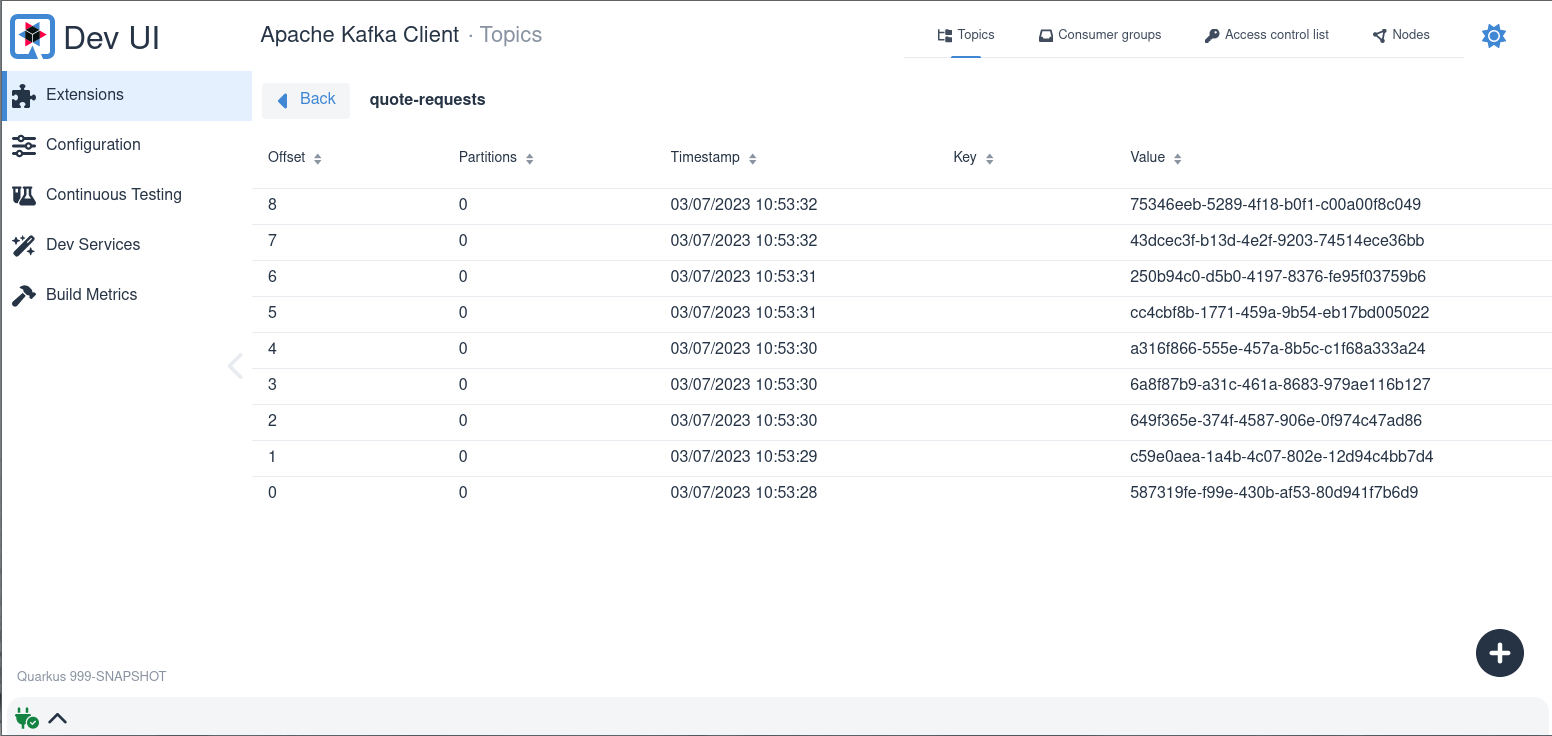 Dev UI
Apache Kafka Client · Topics
Topics
Consumer groups
Access control list
Nodes
Extensions
Configuration
Continuous Testing
Dev Services
Build Metrics
Back
quote-requests
Offset Partitions Timestamp Key Value
8 0 03/07/2023 10:53:32 75346eeb-5289-4f18-b0f1-c00a00f8c049
7 0 03/07/2023 10:53:32 43dcec3f-b13d-4e2f-9203-74514ece36bb
6 0 03/07/2023 10:53:31 250b94c0-d5b0-4197-8376-fe95f03759b6
5 0 03/07/2023 10:53:31 cc4cbf8b-1771-459a-9b54-eb17bd005022
4 0 03/07/2023 10:53:30 a316f866-555e-457a-8b5c-c1f68a333a24
3 0 03/07/2023 10:53:30 6a8f87b9-a31c-461a-8683-979ae116b127
2 0 03/07/2023 10:53:30 649f365e-374f-4587-906e-0f974c47ad86
1 0 03/07/2023 10:53:29 c59e0aea-1a4b-4c07-802e-12d94c4bb7d4
0 0 03/07/2023 10:53:28 587319fe-f99e-430b-af53-80d941f7b6d9
Quarkus 999-SNAPSHOT